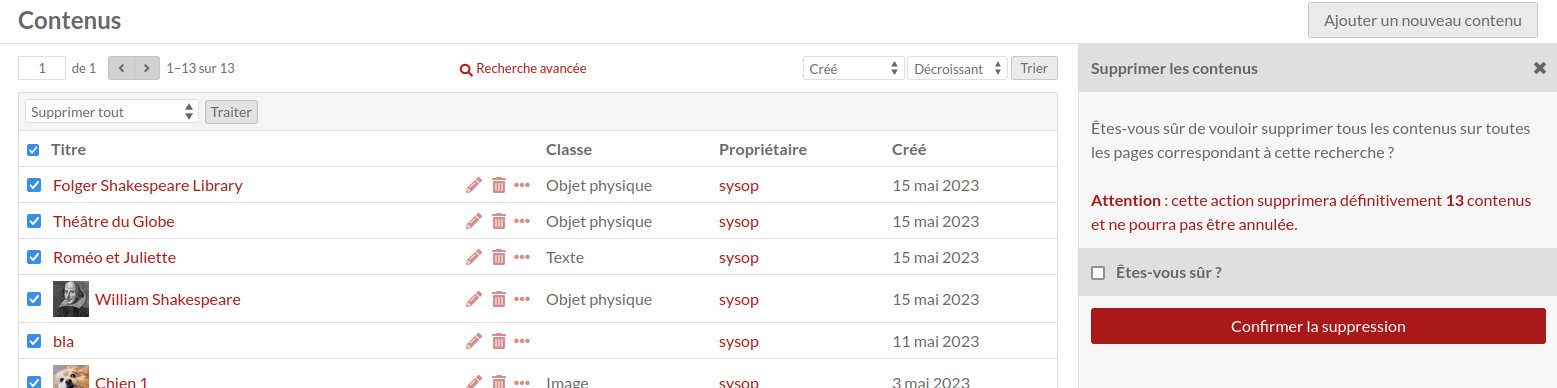 Contenus
Ajouter un nouveau contenu
1 de 1 1–13 sur 13 Recherche avancée Créé Décroissant Trier
Supprimer tout Traiter
Titre Classe Propriétaire Créé
Folger Shakespeare Library Objet physique sysop 15 mai 2023
Théâtre du Globe Objet physique sysop 15 mai 2023
Roméo et Juliette Texte sysop 15 mai 2023
William Shakespeare Objet physique sysop 15 mai 2023
bla sysop 11 mai 2023
Chien 1 Image sysop 3 mai 2023
Supprimer les contenus
Êtes-vous sûr de vouloir supprimer tous les contenus sur toutes
les pages correspondant à cette recherche ?
Attention : cette action supprimera définitivement 13 contenus
et ne pourra pas être annulée.
Êtes-vous sûr ?
Confirmer la suppression